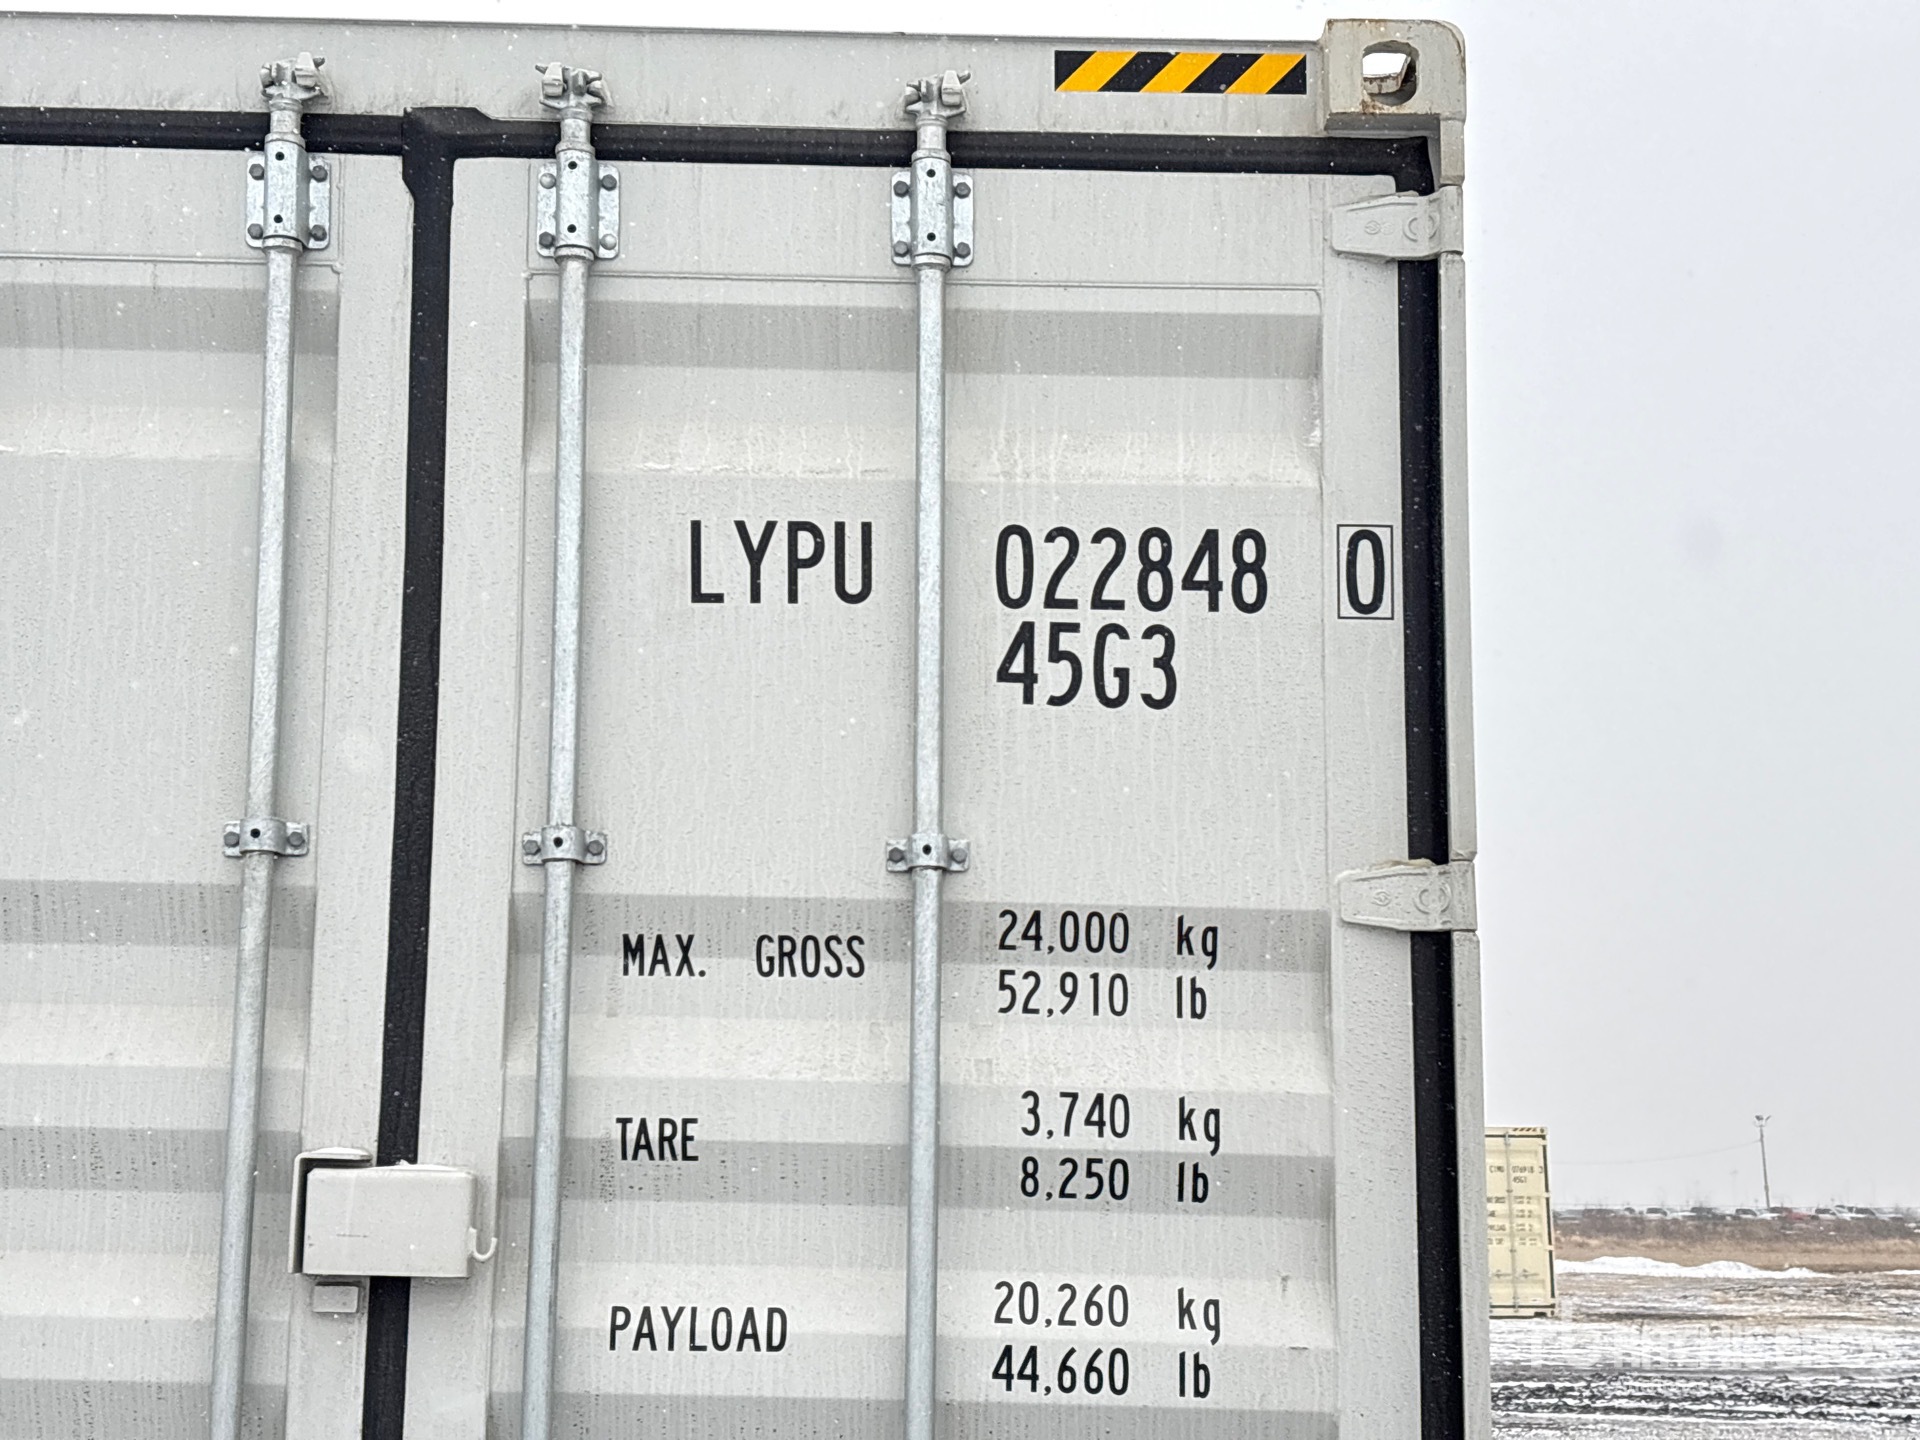 LYPU 022848 0
45G3
MAX. GROSS 24,000 kg
52,910 lb
TARE 3,740 kg
8,250 lb
PAYLOAD 20,260 kg
44,660 lb
45G1